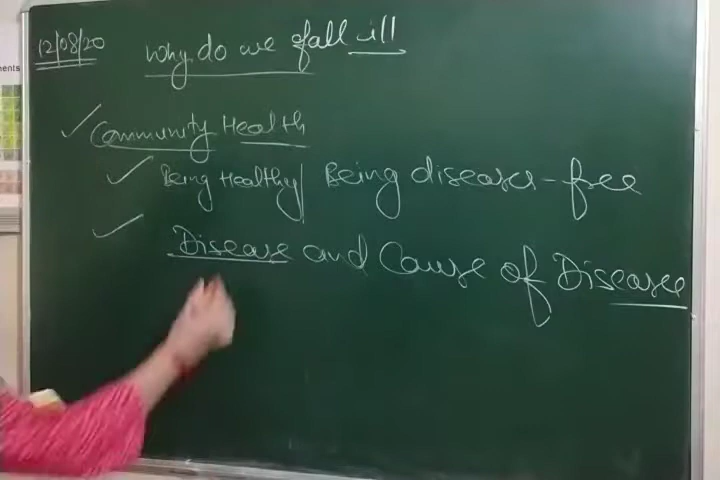 12/08/20 Why do we fall ill
Community Health
Being Healthy/ Being disease-free
Disease and Cause of Disease
ents